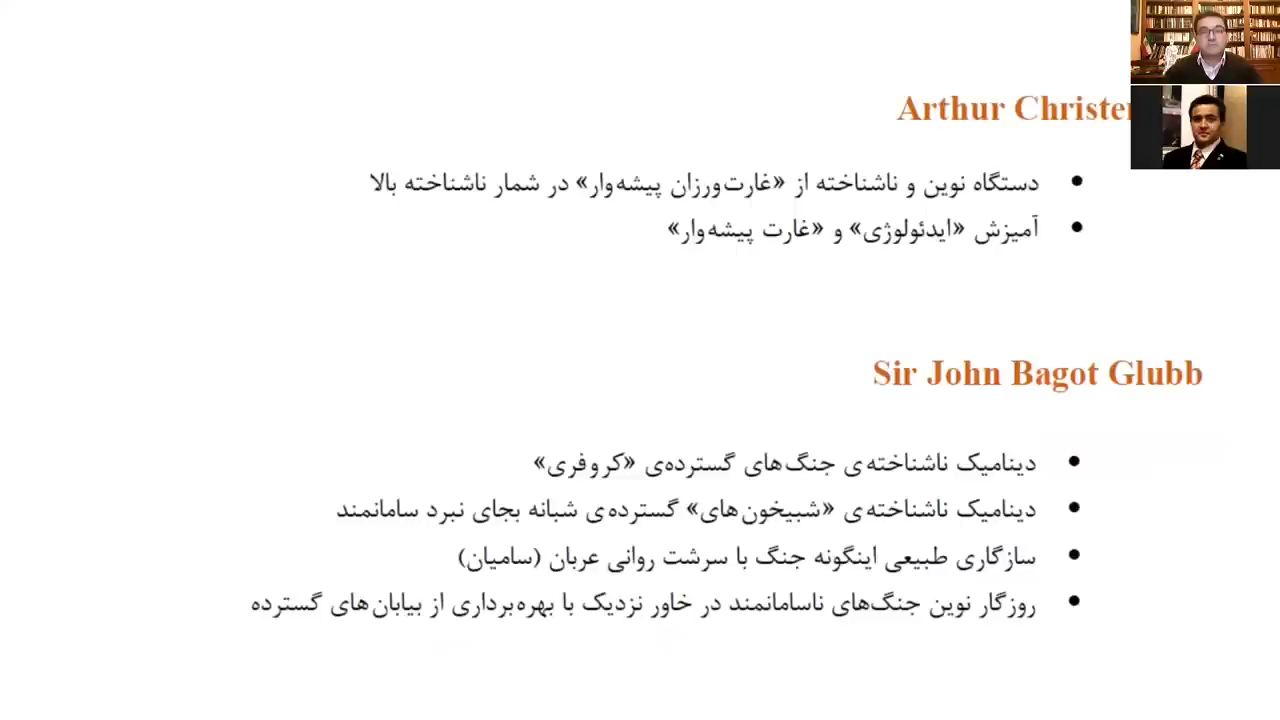 Arthur
دستگاه نوین و ناشناخته از «غارت‌ورزان پیشه‌وار» در شمار ناشناخته بالا
آمیزش «ایدئولوژی» و «غارت پیشه‌وار»
Sir John Bagot Glubb
دینامیک ناشناخته‌ی جنگ‌های گسترده‌ی «کروفری»
دینامیک ناشناخته‌ی «شبیخون‌های» گسترده‌ی شبانه بجای نبرد سامانمند
سازگاری طبیعی اینگونه جنگ با سرشت روانی عربان (سامیان)
روزگار نوین جنگ‌های ناسامانمند در خاور نزدیک با بهره‌برداری از بیابان‌های گسترده